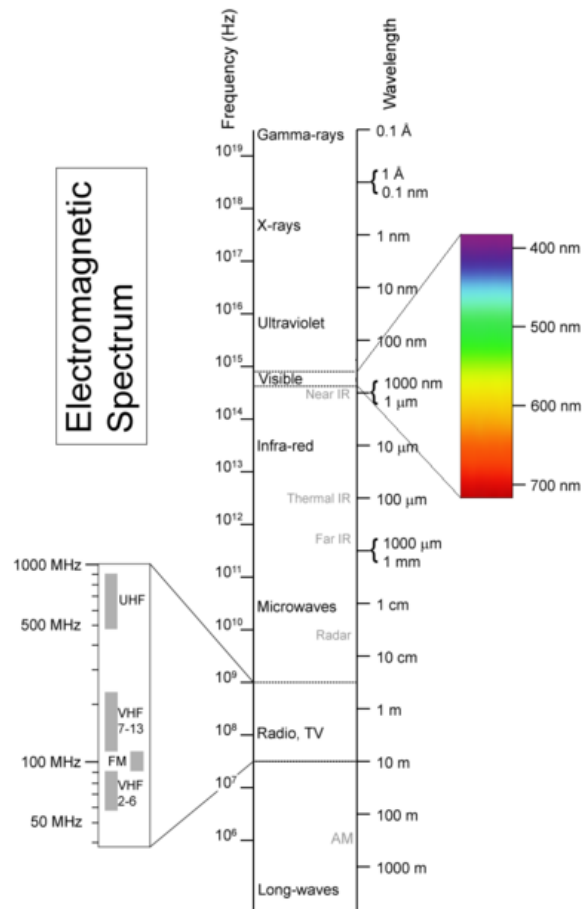 Electromagnetic
Spectrum
Frequency (Hz)
Wavelength
10¹⁹
10¹⁸
10¹⁷
10¹⁶
10¹⁵
10¹⁴
10¹³
10¹²
10¹¹
10¹⁰
10⁹
10⁸
10⁷
10⁶
Gamma-rays
X-rays
Ultraviolet
Visible
Near IR
Infra-red
Thermal IR
Far IR
Microwaves
Radar
Radio, TV
AM
Long-waves
0.1 Å
1 Å
0.1 nm
1 nm
10 nm
100 nm
1000 nm
1 μm
10 μm
100 μm
1000 μm
1 mm
1 cm
10 cm
1 m
10 m
100 m
1000 m
400 nm
500 nm
600 nm
700 nm
1000 MHz
500 MHz
100 MHz
50 MHz
UHF
VHF
7-13
FM
VHF
2-6